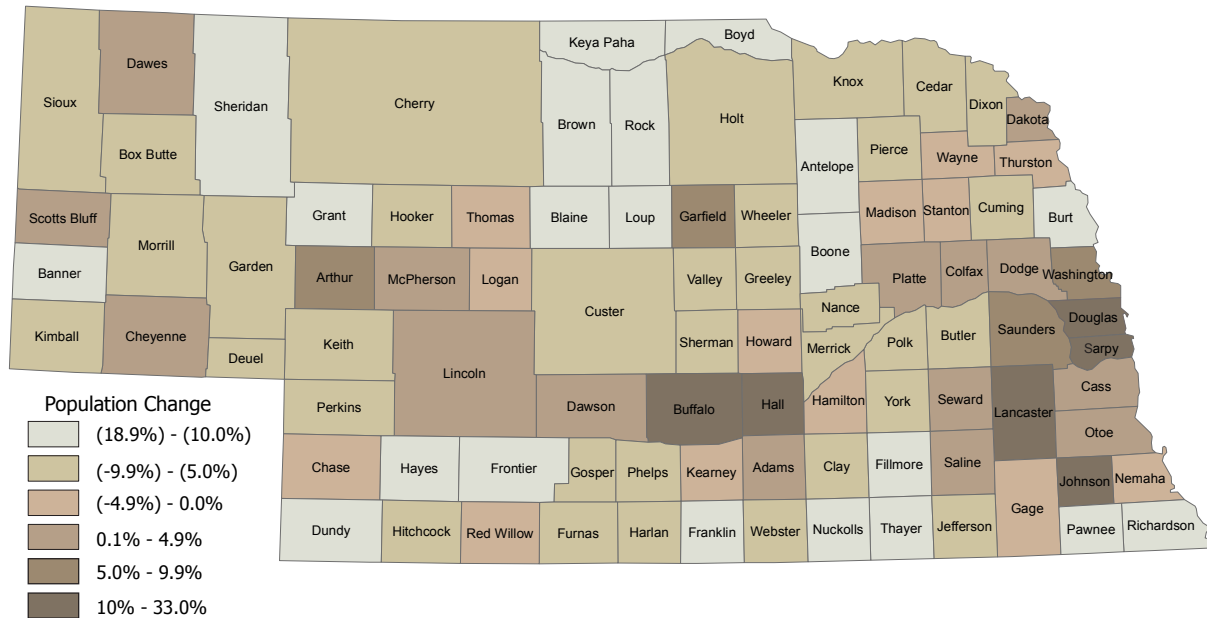 Keya Paha
Boyd
Dawes
Sioux
Sheridan
Cherry
Knox
Cedar
Dixon
Brown
Rock
Holt
Dakota
Box Butte
Antelope
Pierce
Wayne
Thurston
Scotts Bluff
Grant
Hooker
Thomas
Blaine
Loup
Garfield
Wheeler
Madison
Stanton
Cuming
Burt
Morrill
Boone
Banner
Garden
Arthur
McPherson
Logan
Valley
Greeley
Platte
Colfax
Dodge
Washington
Custer
Nance
Douglas
Kimball
Cheyenne
Deuel
Keith
Sherman
Howard
Merrick
Polk
Butler
Saunders
Sarpy
Lincoln
Cass
Perkins
Dawson
Buffalo
Hall
Hamilton
York
Seward
Lancaster
Otoe
Chase
Hayes
Frontier
Gosper
Phelps
Kearney
Adams
Clay
Fillmore
Saline
Johnson
Nemaha
Gage
Dundy
Hitchcock
Red Willow
Furnas
Harlan
Franklin
Webster
Nuckolls
Thayer
Jefferson
Pawnee
Richardson
Population Change
(18.9%) - (10.0%)
(-9.9%) - (5.0%)
(-4.9%) - 0.0%
0.1% - 4.9%
5.0% - 9.9%
10% - 33.0%